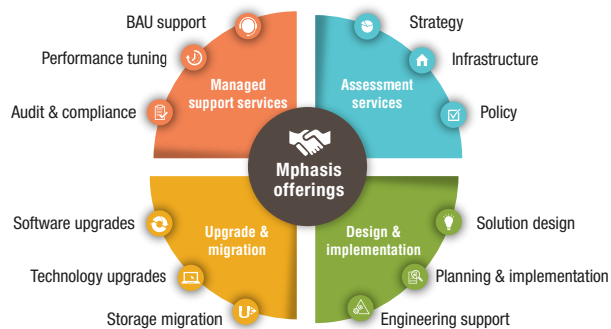 BAU support
Performance tuning
Audit & compliance
Managed
support services
Strategy
Infrastructure
Policy
Assessment
services
Mphasis
offerings
Software upgrades
Technology upgrades
Storage migration
Upgrade &
migration
Design &
implementation
Solution design
Planning & implementation
Engineering support